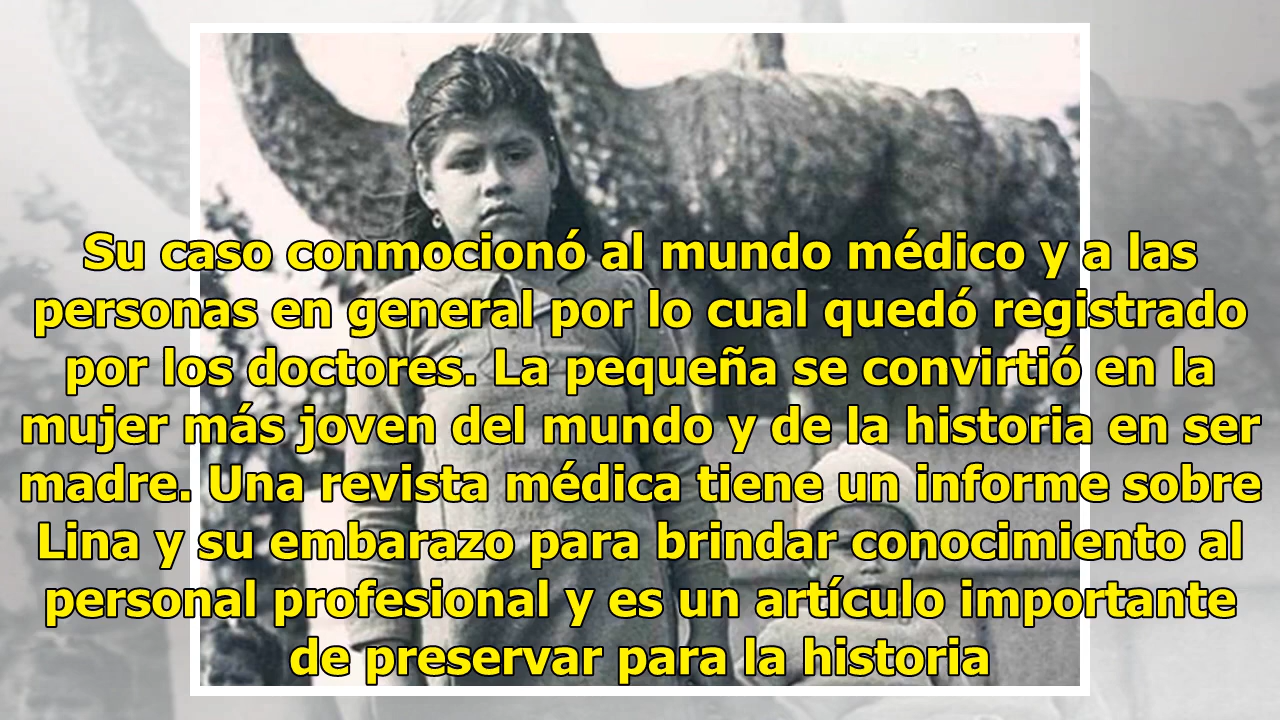 Su caso conmocionó al mundo médico y a las
personas en general por lo cual quedó registrado
por los doctores. La pequeña se convirtió en la
mujer más joven del mundo y de la historia en ser
madre. Una revista médica tiene un informe sobre
Lina y su embarazo para brindar conocimiento al
personal profesional y es un artículo importante
de preservar para la historia